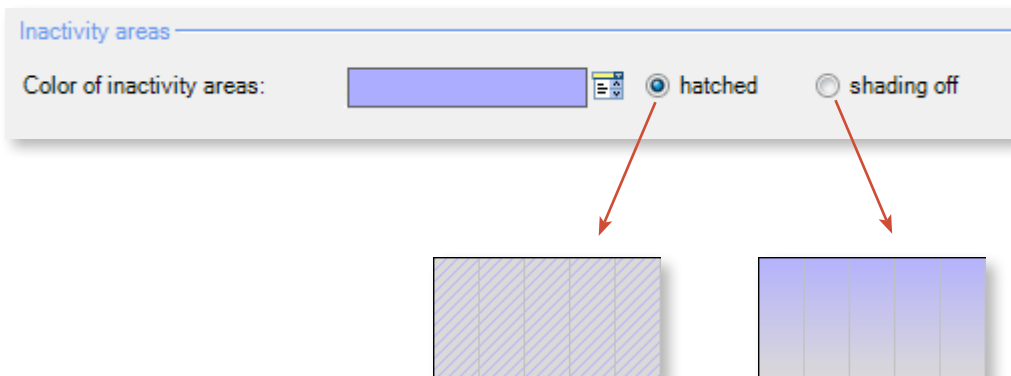 Inactivity areas
Color of inactivity areas: hatched shading off